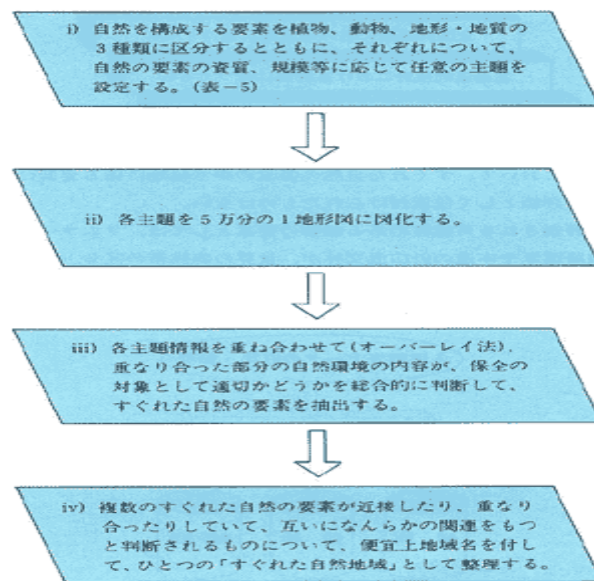 i) 自然を構成する要素を植物、動物、地形・地質の
3種類に区分するとともに、それぞれについて、
自然の要素の資質、規模等に応じて任意の主題を
設定する。(表−5)
ii) 各主題を5万分の1地形図に図化する。
iii) 各主題情報を重ね合わせて(オーバーレイ法),
重なり合った部分の自然環境の内容が、保全の
対象として適切かどうかを総合的に判断して、
すぐれた自然の要素を抽出する。
iv) 複数のすぐれた自然の要素が近接したり、重なり
合ったりしていて、互いになんらかの関連をもつ
と判断されるものについて、便宜上地域名を付し
て、ひとつの「すぐれた自然地域」として整理する。